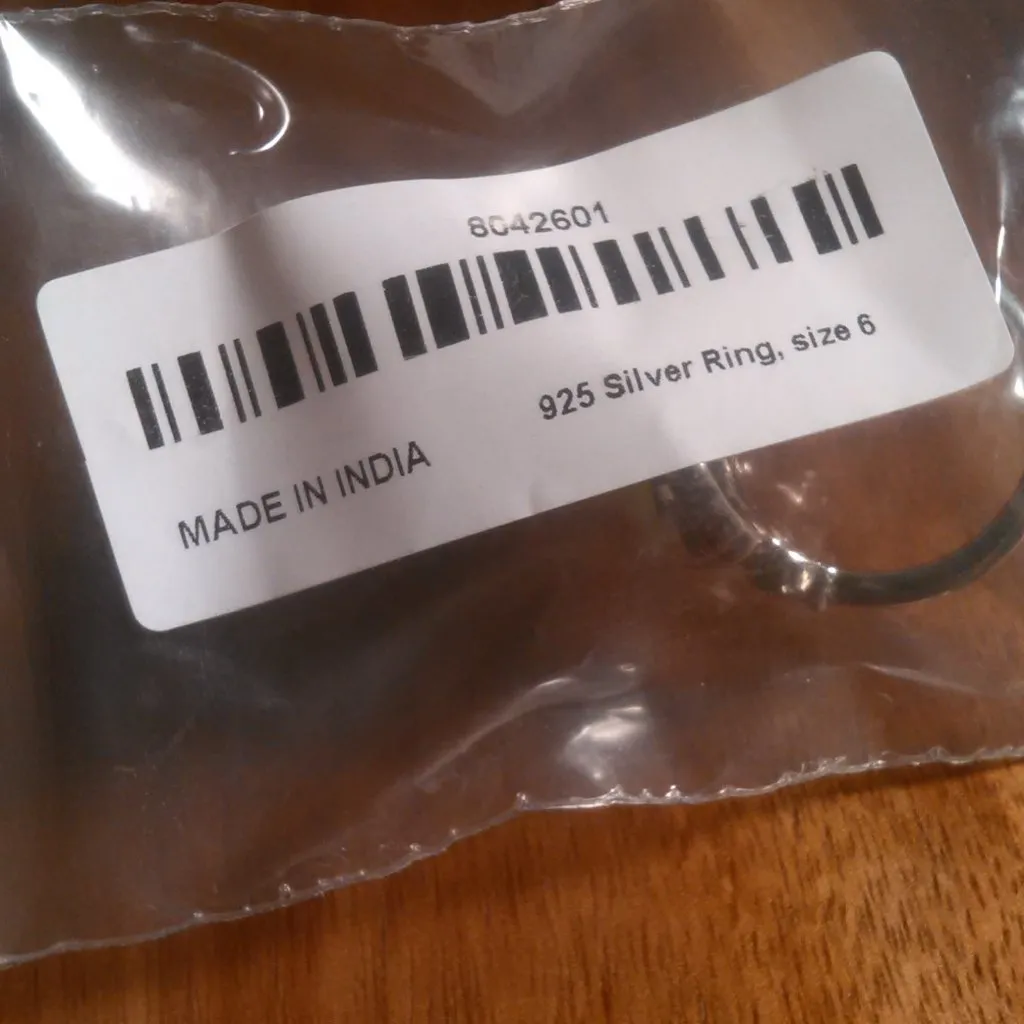 8042601
925 Silver Ring, size 6
MADE IN INDIA